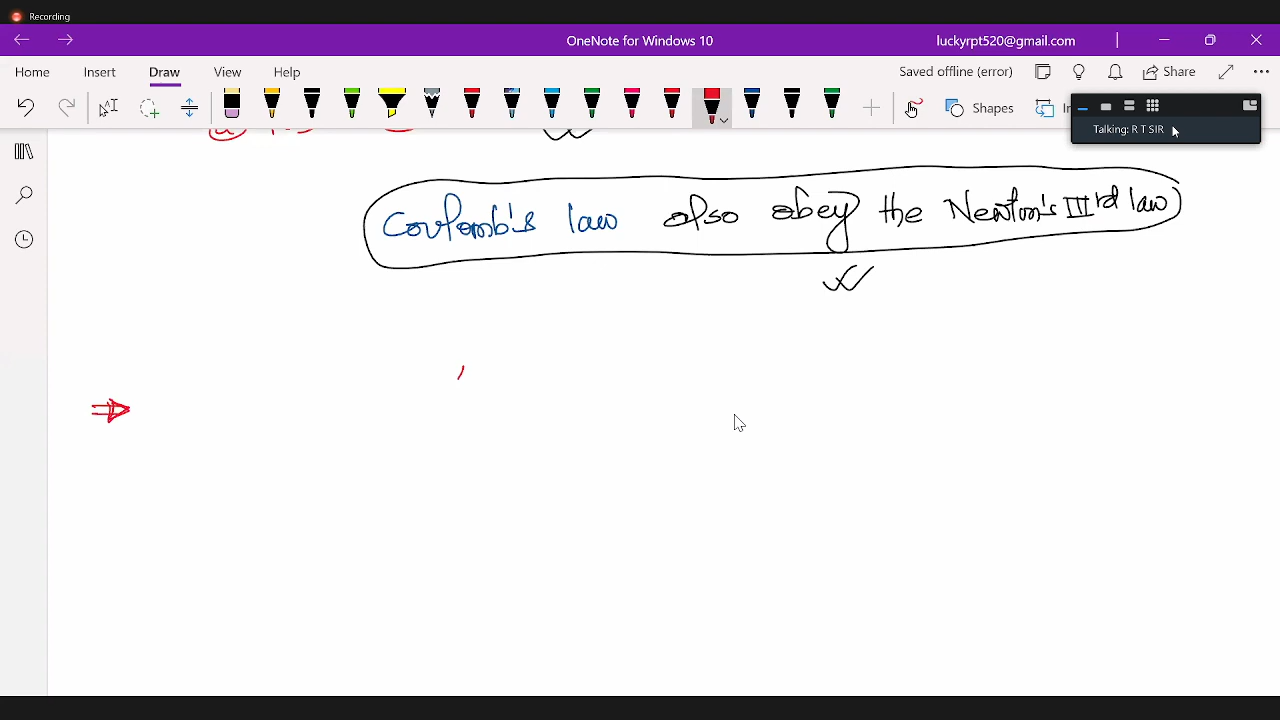 Recording
OneNote for Windows 10
luckyrpt520@gmail.com
Home Insert Draw View Help
Saved offline (error)
Share
Shapes
Talking: R T SIR
Coulomb's law also obey the Newton's IIIrd law